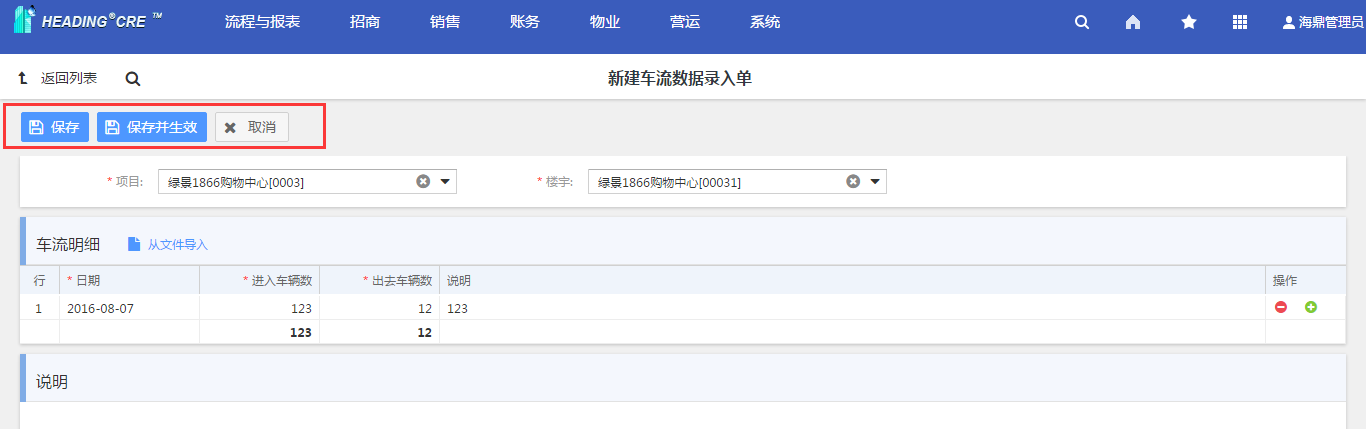 HEADING®CRE ™ 流程与报表 招商 销售 账务 物业 营运 系统 海鼎管理员
返回列表 新建车流数据录入单
保存 保存并生效 取消
* 项目: 绿景1866购物中心[0003] * 楼宇: 绿景1866购物中心[00031]
车流明细 从文件导入
行 * 日期 * 进入车辆数 * 出去车辆数 说明 操作
1 2016-08-07 123 12 123
123 12
说明